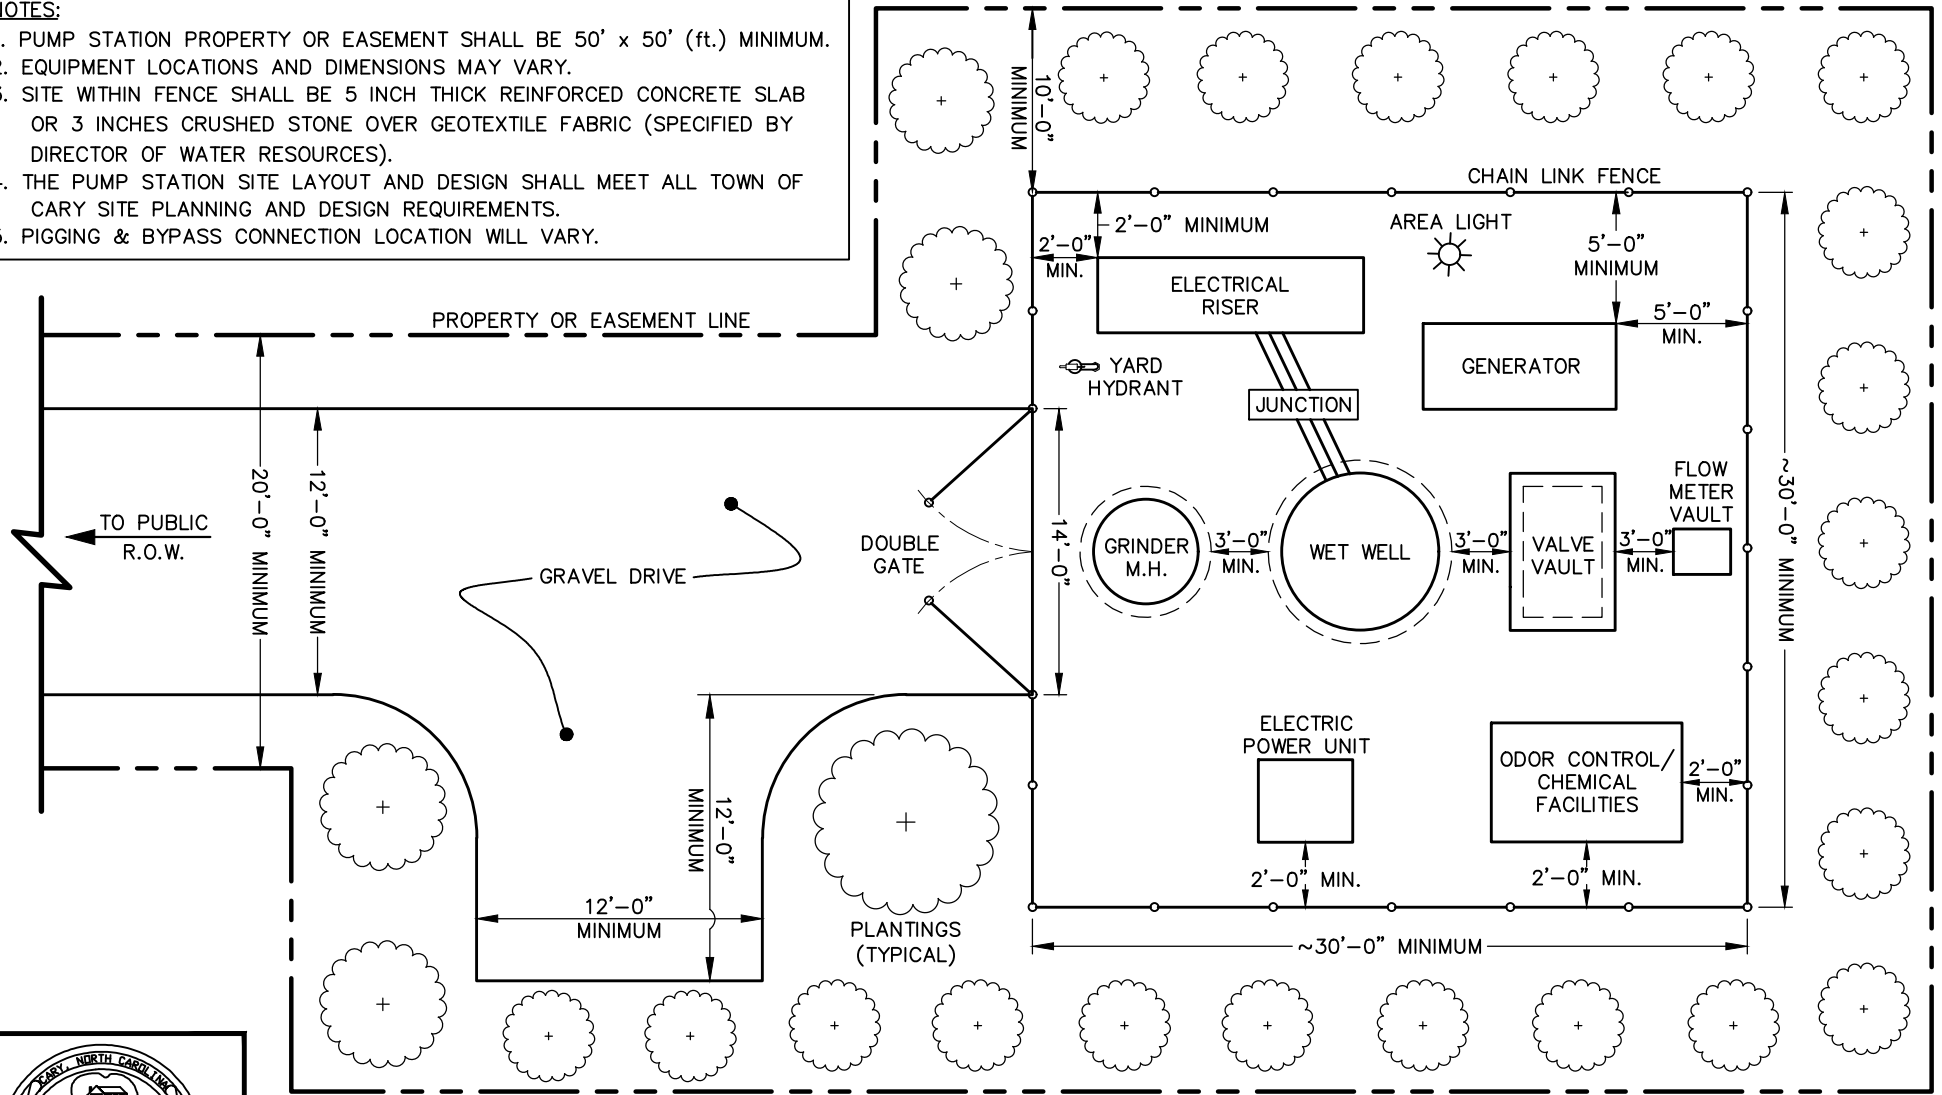 NOTES:
. PUMP STATION PROPERTY OR EASEMENT SHALL BE 50' x 50' (ft.) MINIMUM.
2. EQUIPMENT LOCATIONS AND DIMENSIONS MAY VARY.
3. SITE WITHIN FENCE SHALL BE 5 INCH THICK REINFORCED CONCRETE SLAB
OR 3 INCHES CRUSHED STONE OVER GEOTEXTILE FABRIC (SPECIFIED BY
DIRECTOR OF WATER RESOURCES).
. THE PUMP STATION SITE LAYOUT AND DESIGN SHALL MEET ALL TOWN OF
CARY SITE PLANNING AND DESIGN REQUIREMENTS.
5. PIGGING & BYPASS CONNECTION LOCATION WILL VARY.
10'-0"
MINIMUM
CHAIN LINK FENCE
2'-0" MINIMUM
2'-0"
MIN.
AREA LIGHT
5'-0"
MINIMUM
ELECTRICAL
RISER
5'-0"
MIN.
PROPERTY OR EASEMENT LINE
GENERATOR
YARD
HYDRANT
JUNCTION
20'-0" MINIMUM
12'-0" MINIMUM
TO PUBLIC
R.O.W.
GRAVEL DRIVE
DOUBLE
GATE
14'-0"
GRINDER
M.H.
3'-0"
MIN.
WET WELL
3'-0"
MIN.
VALVE
VAULT
3'-0"
MIN.
FLOW
METER
VAULT
~30'-0" MINIMUM
ELECTRIC
POWER UNIT
ODOR CONTROL/
CHEMICAL
FACILITIES
2'-0"
MIN.
12'-0"
MINIMUM
2'-0" MIN.
2'-0" MIN.
12'-0"
MINIMUM
PLANTINGS
(TYPICAL)
~30'-0" MINIMUM
CARY, NORTH CAROLINA